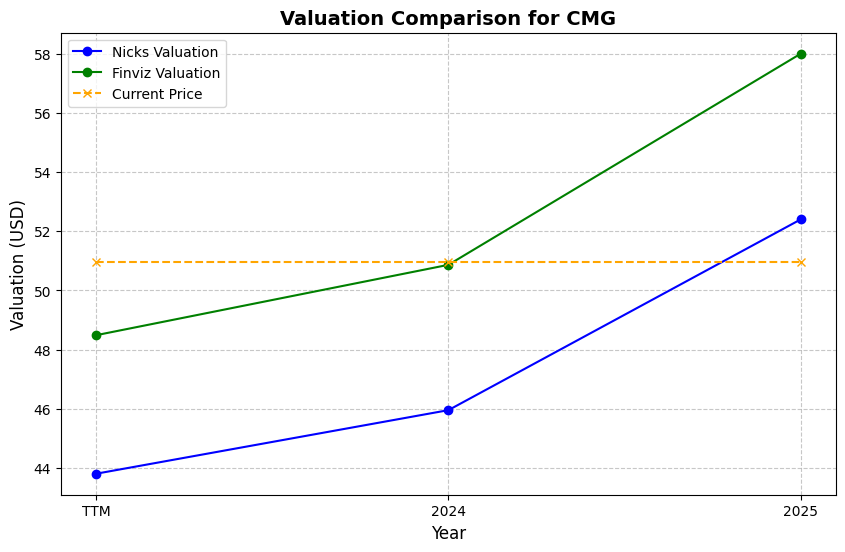 Valuation Comparison for CMG
Nicks Valuation
Finviz Valuation
Current Price
Valuation (USD)
58
56
54
52
50
48
46
44
TTM
2024
2025
Year